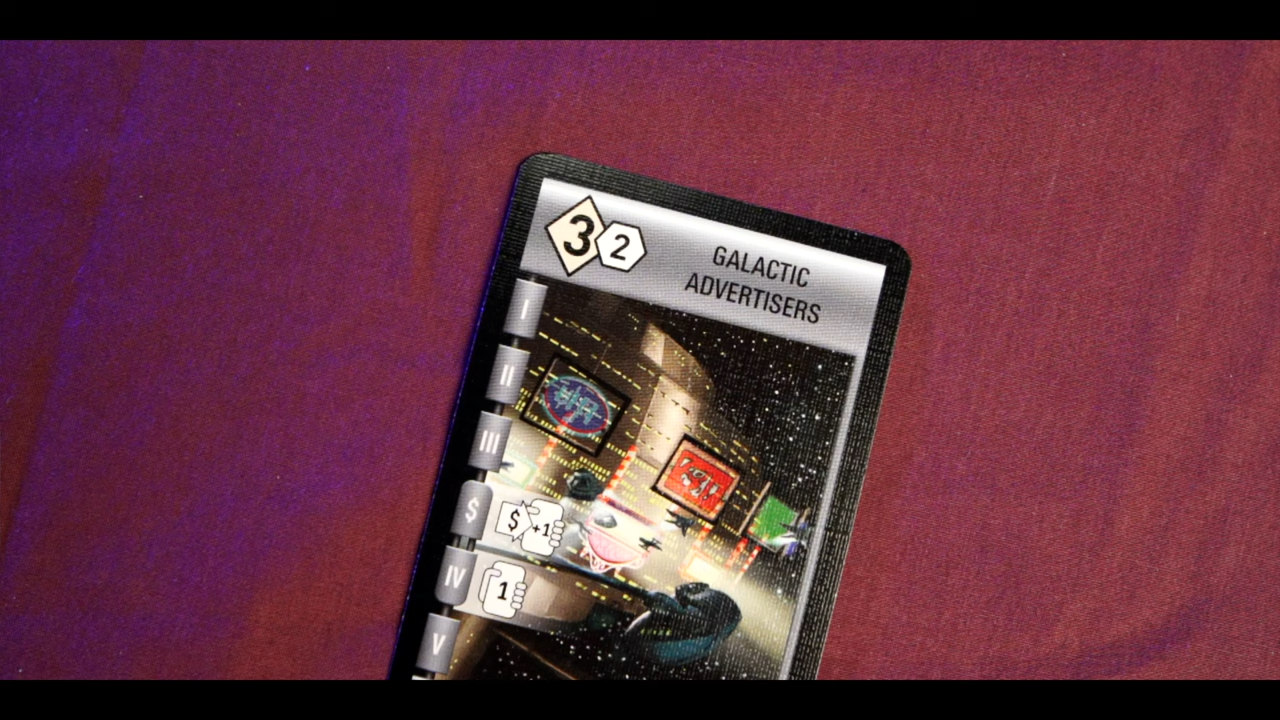 3 2
GALACTIC
ADVERTISERS
I
II
III
$ $ +1
IV 1
V